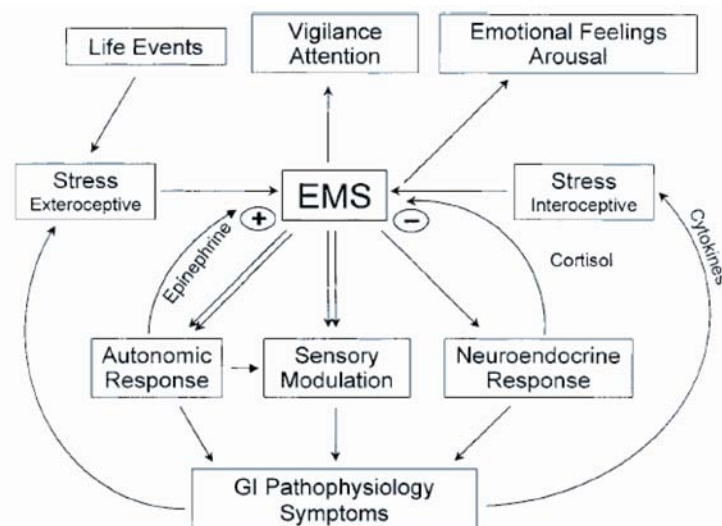 Life Events
Vigilance
Attention
Emotional Feelings
Arousal
Stress
Exteroceptive
EMS
Stress
Interoceptive
+
−
Epinephrine
Cortisol
Cytokines
Autonomic
Response
Sensory
Modulation
Neuroendocrine
Response
GI Pathophysiology
Symptoms